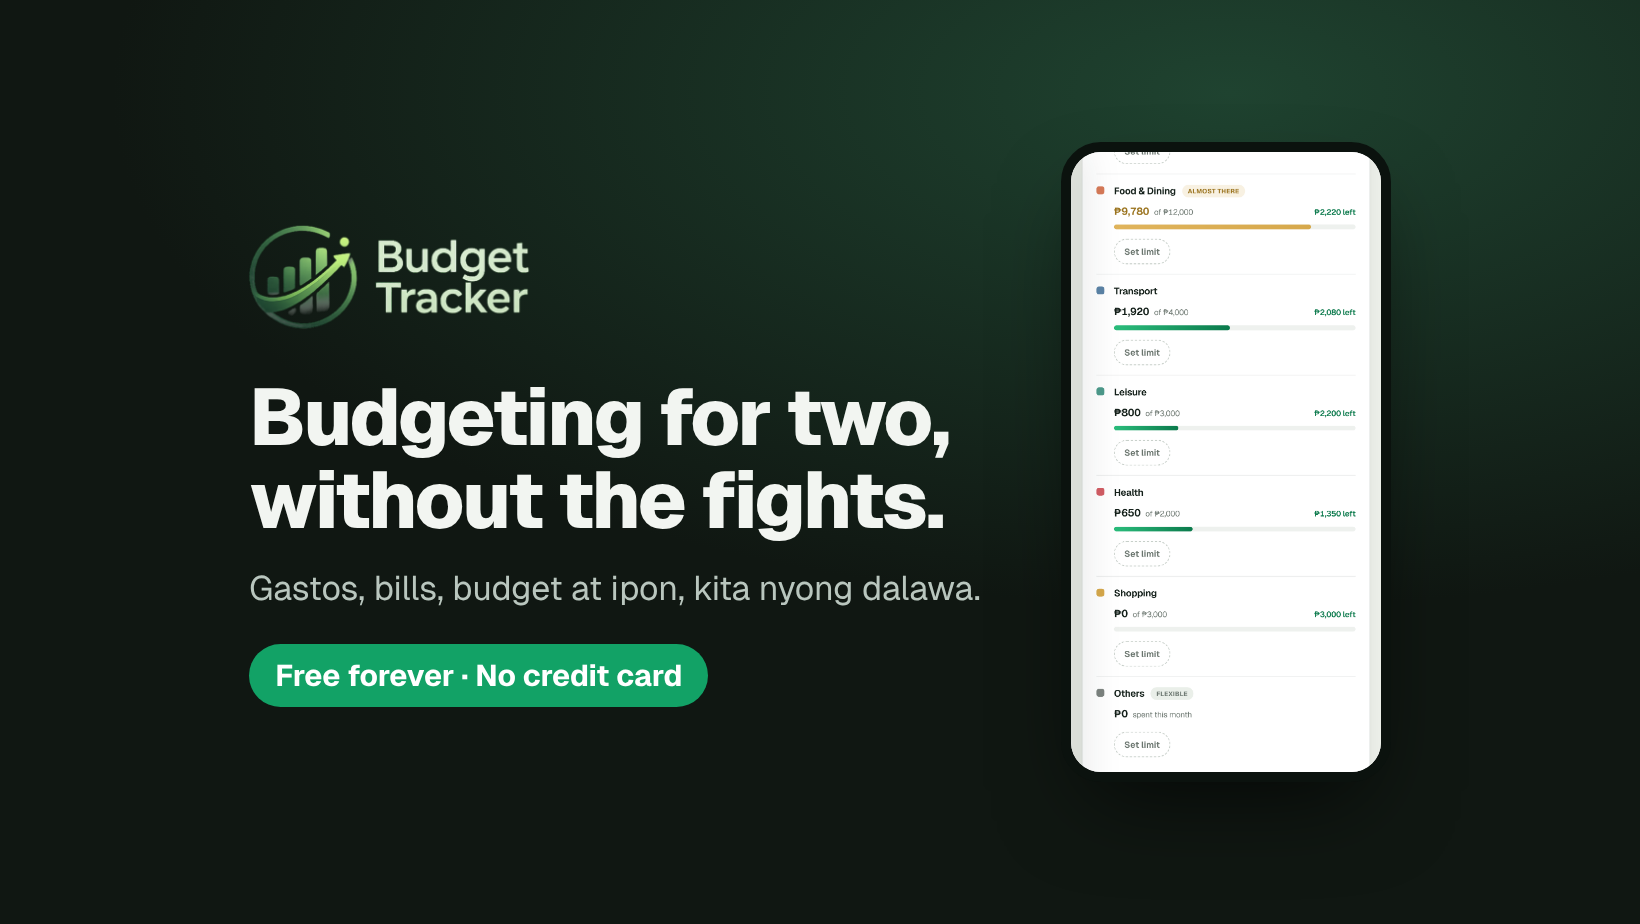 Budget
Tracker
Budgeting for two,
without the fights.
Gastos, bills, budget at ipon, kita nyong dalawa.
Free forever · No credit card
Set limit
Food & Dining ALMOST THERE
₱9,780 of ₱12,000 ₱2,220 left
Set limit
Transport
₱1,920 of ₱4,000 ₱2,080 left
Set limit
Leisure
₱800 of ₱3,000 ₱2,200 left
Set limit
Health
₱650 of ₱2,000 ₱1,350 left
Set limit
Shopping
₱0 of ₱3,000 ₱3,000 left
Set limit
Others FLEXIBLE
₱0 spent this month
Set limit